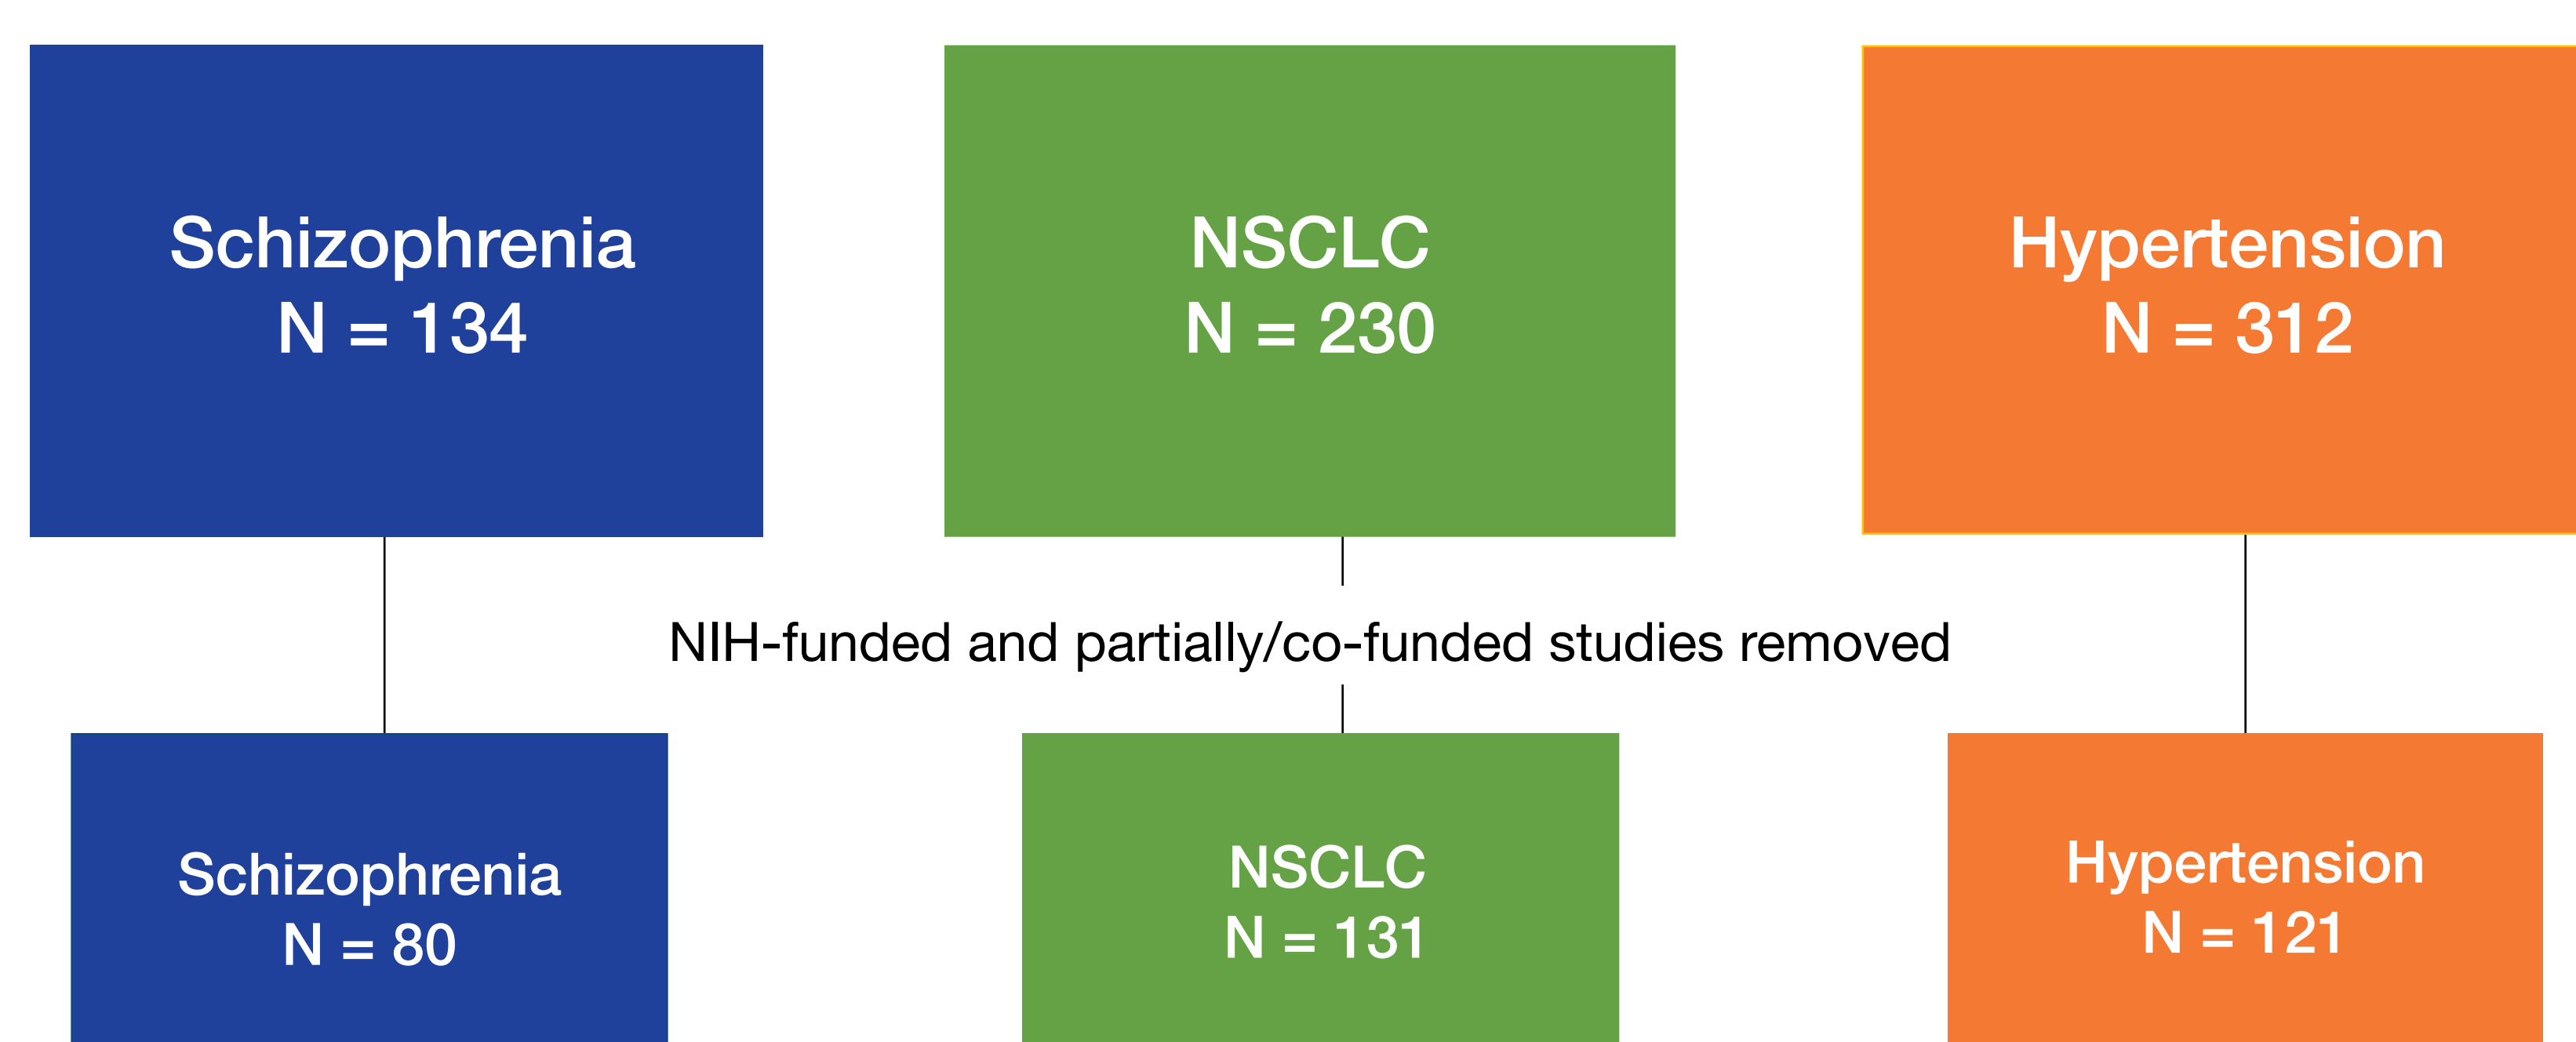 Schizophrenia
N = 134
NSCLC
N = 230
Hypertension
N = 312
NIH-funded and partially/co-funded studies removed
Schizophrenia
N = 80
NSCLC
N = 131
Hypertension
N = 121